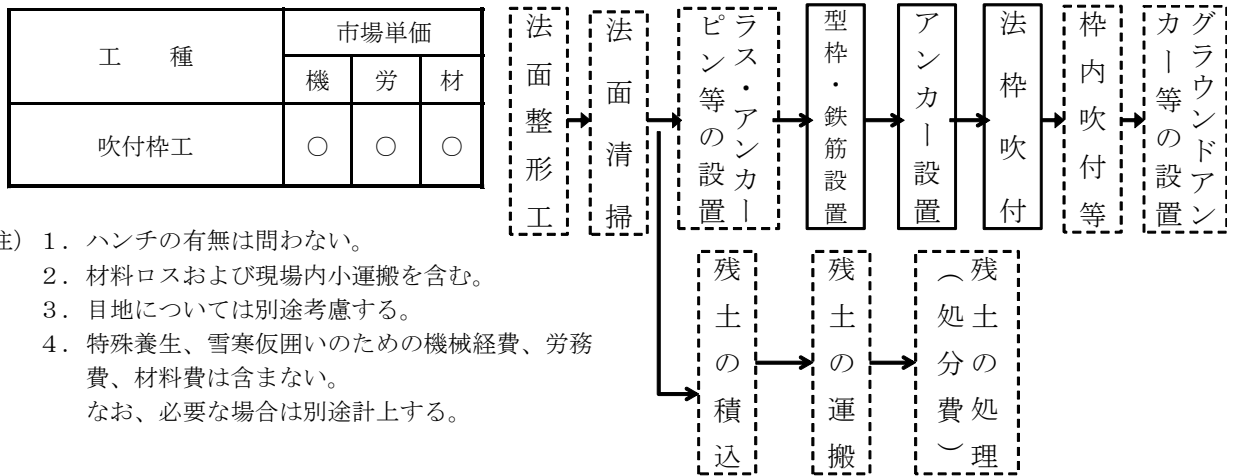 工　種
市場単価
機
労
材
吹付枠工
○
○
○
注）１．ハンチの有無は問わない。
２．材料ロスおよび現場内小運搬を含む。
３．目地については別途考慮する。
４．特殊養生、雪寒仮囲いのための機械経費、労務
費、材料費は含まない。
なお、必要な場合は別途計上する。
法面整形工
法面清掃
ラス・アンカー
ピン等の設置
型枠・鉄筋設置
アンカー設置
法枠吹付
枠内吹付等
グラウンドアン
カー等の設置
残土の積込
残土の運搬
残土の処理
（処分費）